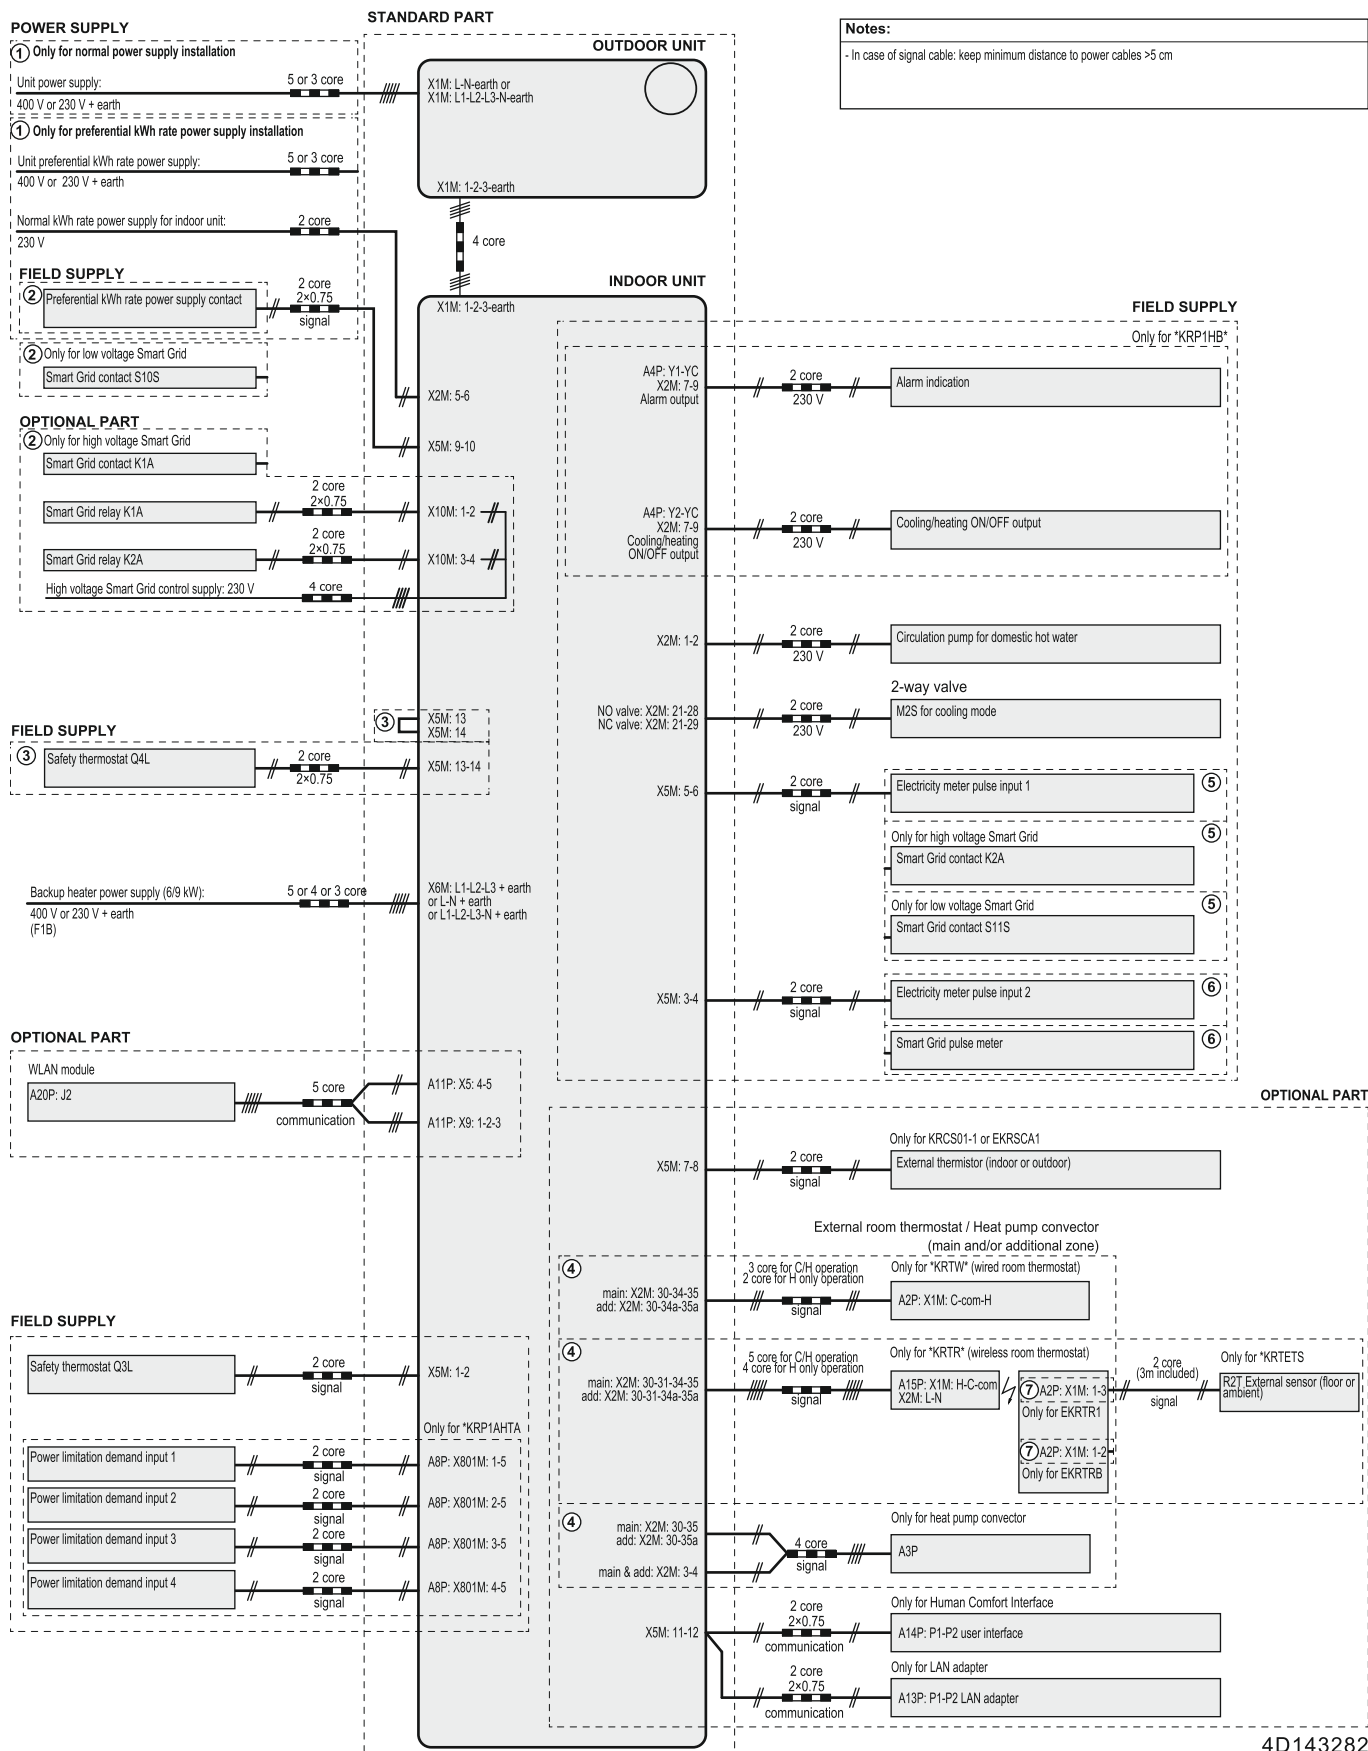 POWER SUPPLY
① Only for normal power supply installation
Unit power supply:
5 or 3 core
400 V or 230 V + earth
① Only for preferential kWh rate power supply installation
Unit preferential kWh rate power supply:
5 or 3 core
400 V or 230 V + earth
Normal kWh rate power supply for indoor unit:
2 core
230 V
FIELD SUPPLY
② Preferential kWh rate power supply contact
2 core
2×0.75
signal
② Only for low voltage Smart Grid
Smart Grid contact S10S
OPTIONAL PART
② Only for high voltage Smart Grid
Smart Grid contact K1A
Smart Grid relay K1A
2 core
2×0.75
Smart Grid relay K2A
2 core
2×0.75
High voltage Smart Grid control supply: 230 V
4 core
FIELD SUPPLY
③ Safety thermostat Q4L
2 core
2×0.75
Backup heater power supply (6/9 kW):
5 or 4 or 3 core
400 V or 230 V + earth
(F1B)
OPTIONAL PART
WLAN module
A20P: J2
5 core
communication
FIELD SUPPLY
Safety thermostat Q3L
2 core
signal
Only for *KRP1AHTA
Power limitation demand input 1
2 core
signal
Power limitation demand input 2
2 core
signal
Power limitation demand input 3
2 core
signal
Power limitation demand input 4
2 core
signal
STANDARD PART
OUTDOOR UNIT
X1M: L-N-earth or
X1M: L1-L2-L3-N-earth
X1M: 1-2-3-earth
4 core
INDOOR UNIT
X1M: 1-2-3-earth
X2M: 5-6
X5M: 9-10
X10M: 1-2
X10M: 3-4
③
X5M: 13
X5M: 14
X5M: 13-14
X6M: L1-L2-L3 + earth
or L-N + earth
or L1-L2-L3-N + earth
A11P: X5: 4-5
A11P: X9: 1-2-3
X5M: 1-2
A8P: X801M: 1-5
A8P: X801M: 2-5
A8P: X801M: 3-5
A8P: X801M: 4-5
Notes:
- In case of signal cable: keep minimum distance to power cables >5 cm
FIELD SUPPLY
Only for *KRP1HB*
A4P: Y1-YC
X2M: 7-9
Alarm output
2 core
230 V
Alarm indication
A4P: Y2-YC
X2M: 7-9
Cooling/heating
ON/OFF output
2 core
230 V
Cooling/heating ON/OFF output
X2M: 1-2
2 core
230 V
Circulation pump for domestic hot water
2-way valve
NO valve: X2M: 21-28
NC valve: X2M: 21-29
2 core
230 V
M2S for cooling mode
X5M: 5-6
2 core
signal
Electricity meter pulse input 1
⑤
Only for high voltage Smart Grid
⑤
Smart Grid contact K2A
Only for low voltage Smart Grid
⑤
Smart Grid contact S11S
X5M: 3-4
2 core
signal
Electricity meter pulse input 2
⑥
Smart Grid pulse meter
⑥
OPTIONAL PART
Only for KRCS01-1 or EKRSCA1
X5M: 7-8
2 core
signal
External thermistor (indoor or outdoor)
External room thermostat / Heat pump convector
(main and/or additional zone)
④
main: X2M: 30-34-35
add: X2M: 30-34a-35a
3 core for C/H operation
2 core for H only operation
signal
Only for *KRTW* (wired room thermostat)
A2P: X1M: C-com-H
④
main: X2M: 30-31-34-35
add: X2M: 30-31-34a-35a
5 core for C/H operation
4 core for H only operation
signal
Only for *KRTR* (wireless room thermostat)
A15P: X1M: H-C-com
X2M: L-N
⑦ A2P: X1M: 1-3
Only for EKRTR1
⑦ A2P: X1M: 1-2
Only for EKRTRB
2 core
(3m included)
signal
Only for *KRTETS
R2T External sensor (floor or
ambient)
④
main: X2M: 30-35
add: X2M: 30-35a
main & add: X2M: 3-4
4 core
signal
Only for heat pump convector
A3P
X5M: 11-12
2 core
2×0.75
communication
Only for Human Comfort Interface
A14P: P1-P2 user interface
2 core
2×0.75
communication
Only for LAN adapter
A13P: P1-P2 LAN adapter
4D143282